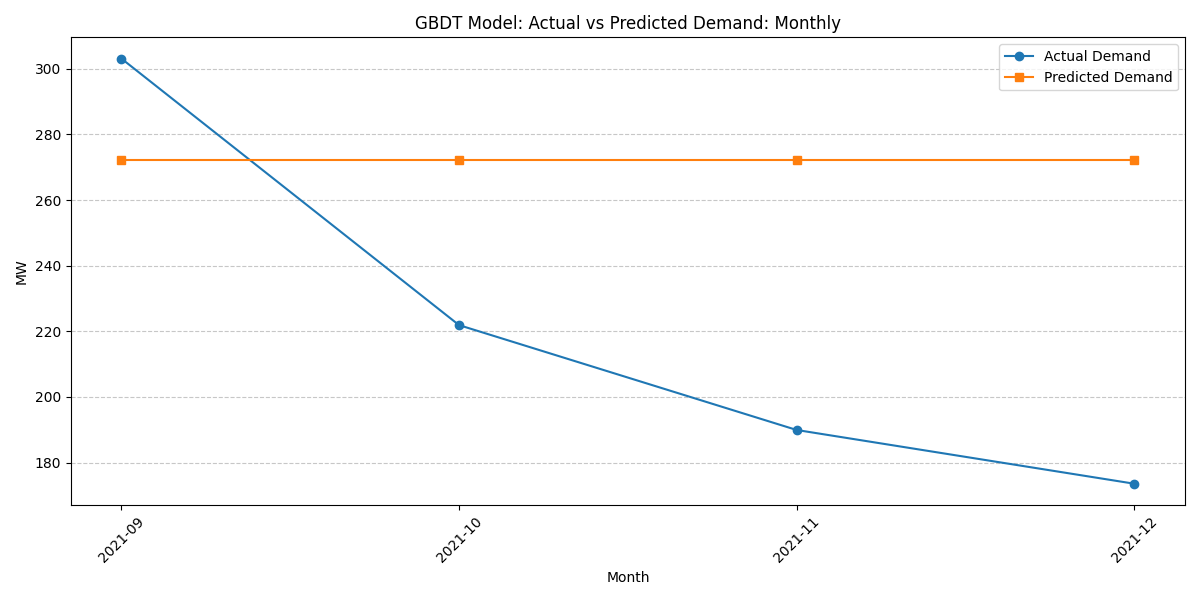 GBDT Model: Actual vs Predicted Demand: Monthly
Actual Demand
Predicted Demand
MW
300
280
260
240
220
200
180
2021-09
2021-10
2021-11
2021-12
Month